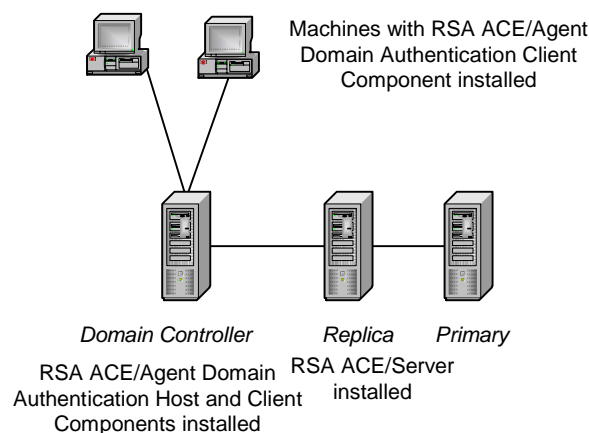 Machines with RSA ACE/Agent
Domain Authentication Client
Component installed
Domain Controller
Replica
Primary
RSA ACE/Agent Domain
Authentication Host and Client
Components installed
RSA ACE/Server
installed